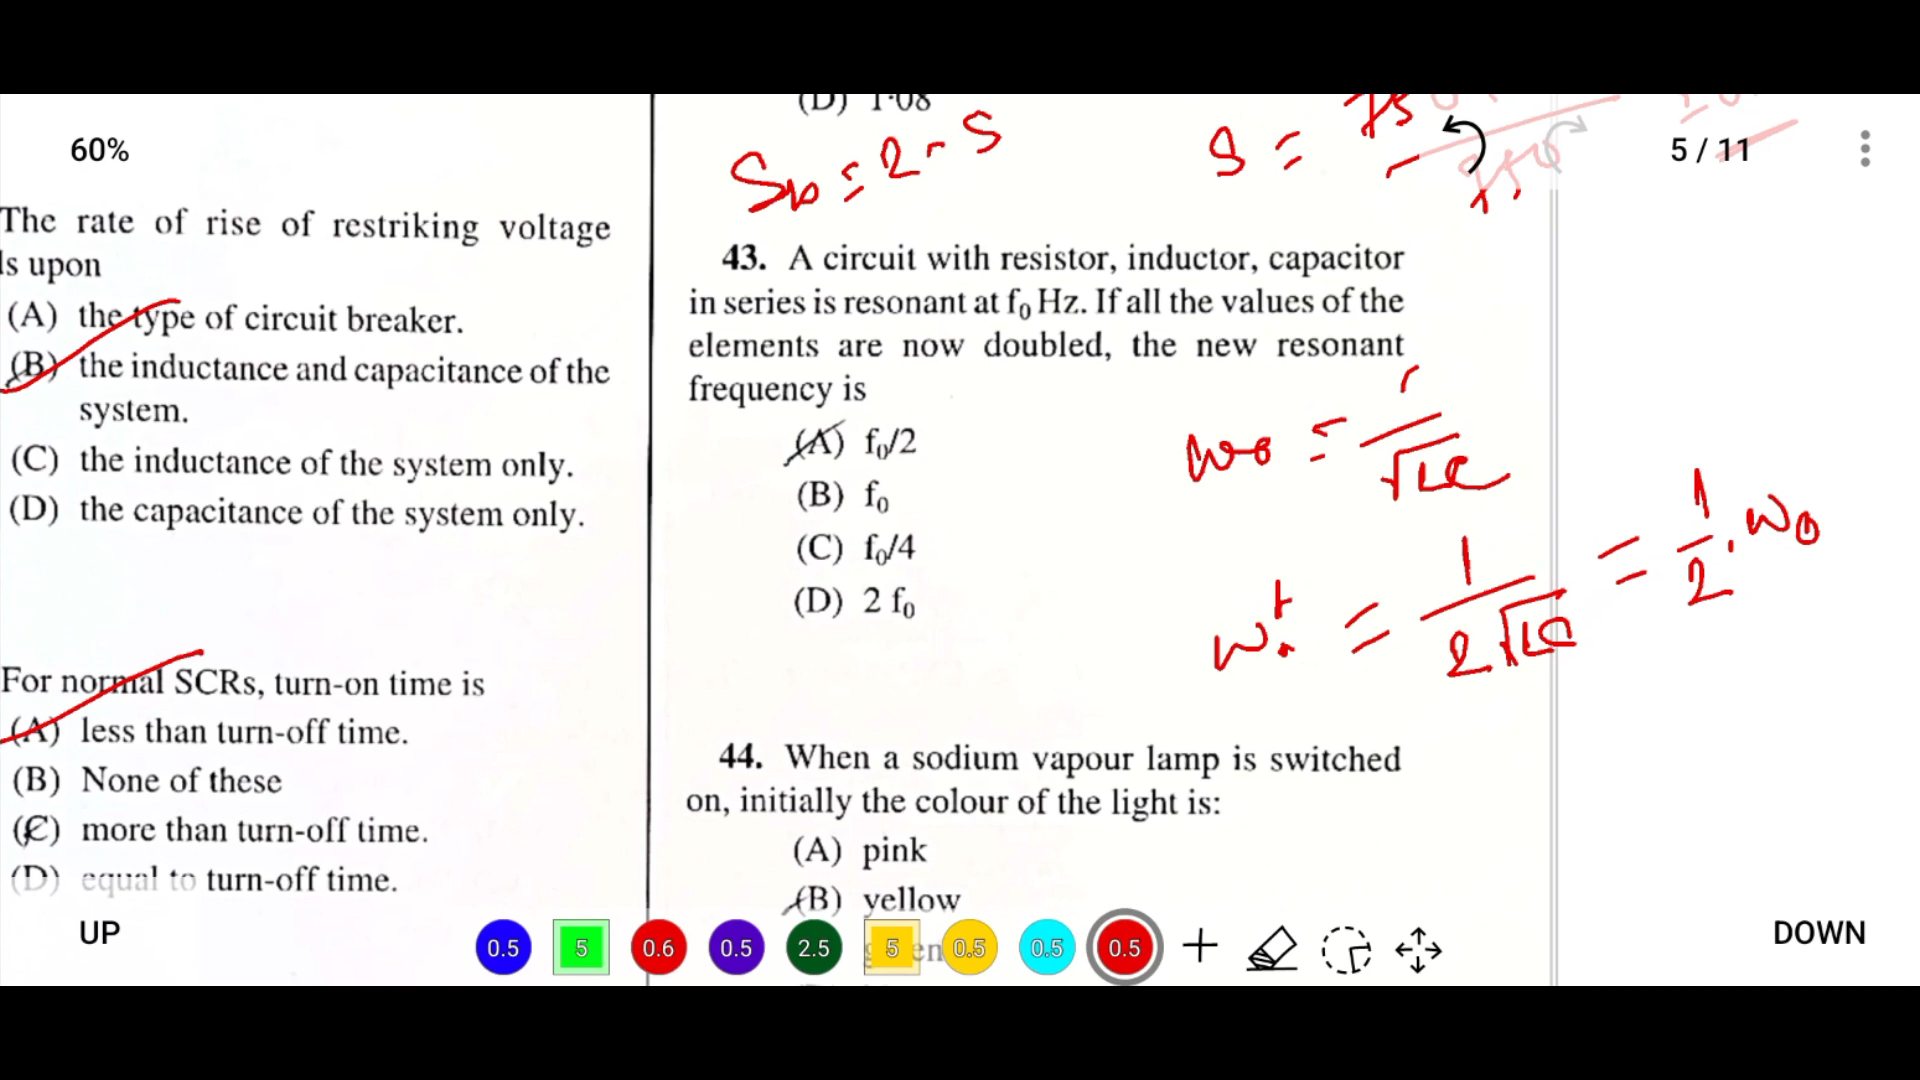 60%
5 / 11
The rate of rise of restriking voltage
ls upon
(A) the type of circuit breaker.
(B) the inductance and capacitance of the
system.
(C) the inductance of the system only.
(D) the capacitance of the system only.
For normal SCRs, turn-on time is
(A) less than turn-off time.
(B) None of these
(C) more than turn-off time.
(D) equal to turn-off time.
UP
(D) 1·08
Sb = 2 - S
S =
43. A circuit with resistor, inductor, capacitor
in series is resonant at f₀ Hz. If all the values of the
elements are now doubled, the new resonant
frequency is
(A) f₀/2
(B) f₀
(C) f₀/4
(D) 2 f₀
ω₀ = 1/√LC
ω₀' = 1/2√LC = 1/2 · ω₀
44. When a sodium vapour lamp is switched
on, initially the colour of the light is:
(A) pink
(B) yellow
0.5 5 0.6 0.5 2.5 5 0.5 0.5 0.5
DOWN